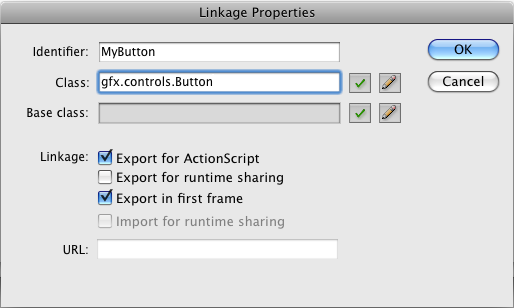 Linkage Properties
Identifier: MyButton
OK
Class: gfx.controls.Button
Cancel
Base class:
Linkage: Export for ActionScript
Export for runtime sharing
Export in first frame
Import for runtime sharing
URL: